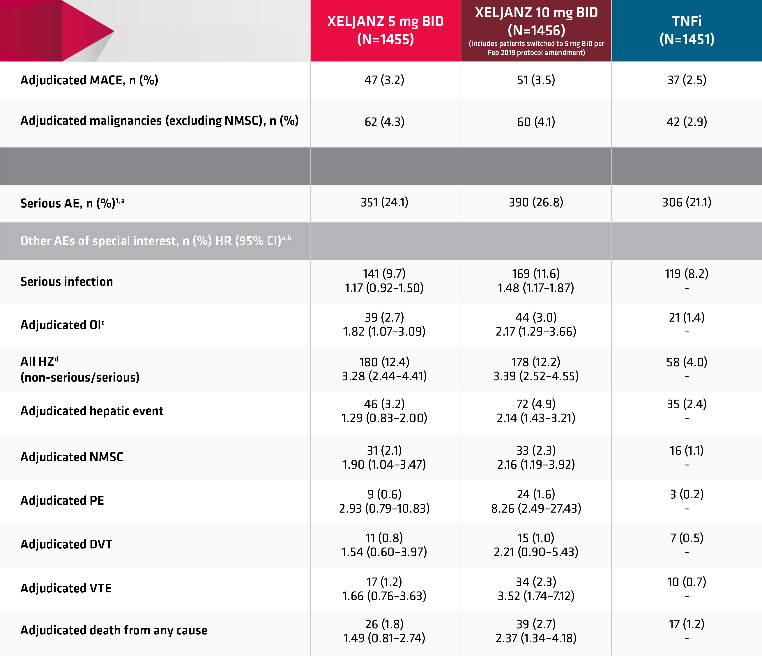 XELJANZ 5 mg BID
(N=1455)
XELJANZ 10 mg BID
(N=1456)
(includes patients switched to 5 mg BID per
Feb 2019 protocol amendment)
TNFi
(N=1451)
Adjudicated MACE, n (%) 47 (3.2) 51 (3.5) 37 (2.5)
Adjudicated malignancies (excluding NMSC), n (%) 62 (4.3) 60 (4.1) 42 (2.9)
Serious AE, n (%)¹,ᵃ 351 (24.1) 390 (26.8) 306 (21.1)
Other AEs of special interest, n (%) HR (95% CI)ᵃ,ᵇ
Serious infection
141 (9.7) 169 (11.6) 119 (8.2)
1.17 (0.92–1.50) 1.48 (1.17–1.87) –
Adjudicated OIᶜ
39 (2.7) 44 (3.0) 21 (1.4)
1.82 (1.07–3.09) 2.17 (1.29–3.66) –
All HZᵈ 180 (12.4) 178 (12.2) 58 (4.0)
(non-serious/serious) 3.28 (2.44–4.41) 3.39 (2.52–4.55) –
Adjudicated hepatic event
46 (3.2) 72 (4.9) 35 (2.4)
1.29 (0.83–2.00) 2.14 (1.43–3.21) –
Adjudicated NMSC
31 (2.1) 33 (2.3) 16 (1.1)
1.90 (1.04–3.47) 2.16 (1.19–3.92) –
Adjudicated PE
9 (0.6) 24 (1.6) 3 (0.2)
2.93 (0.79–10.83) 8.26 (2.49–27.43) –
Adjudicated DVT
11 (0.8) 15 (1.0) 7 (0.5)
1.54 (0.60–3.97) 2.21 (0.90–5.43) –
Adjudicated VTE
17 (1.2) 34 (2.3) 10 (0.7)
1.66 (0.76–3.63) 3.52 (1.74–7.12) –
Adjudicated death from any cause
26 (1.8) 39 (2.7) 17 (1.2)
1.49 (0.81–2.74) 2.37 (1.34–4.18) –